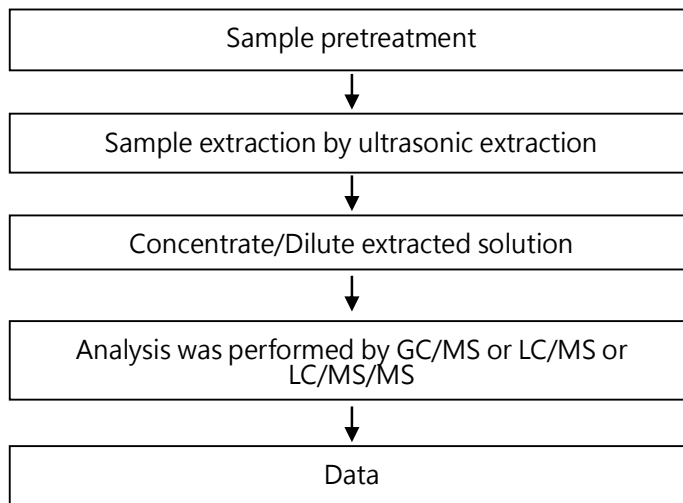 Sample pretreatment
Sample extraction by ultrasonic extraction
Concentrate/Dilute extracted solution
Analysis was performed by GC/MS or LC/MS or
LC/MS/MS
Data